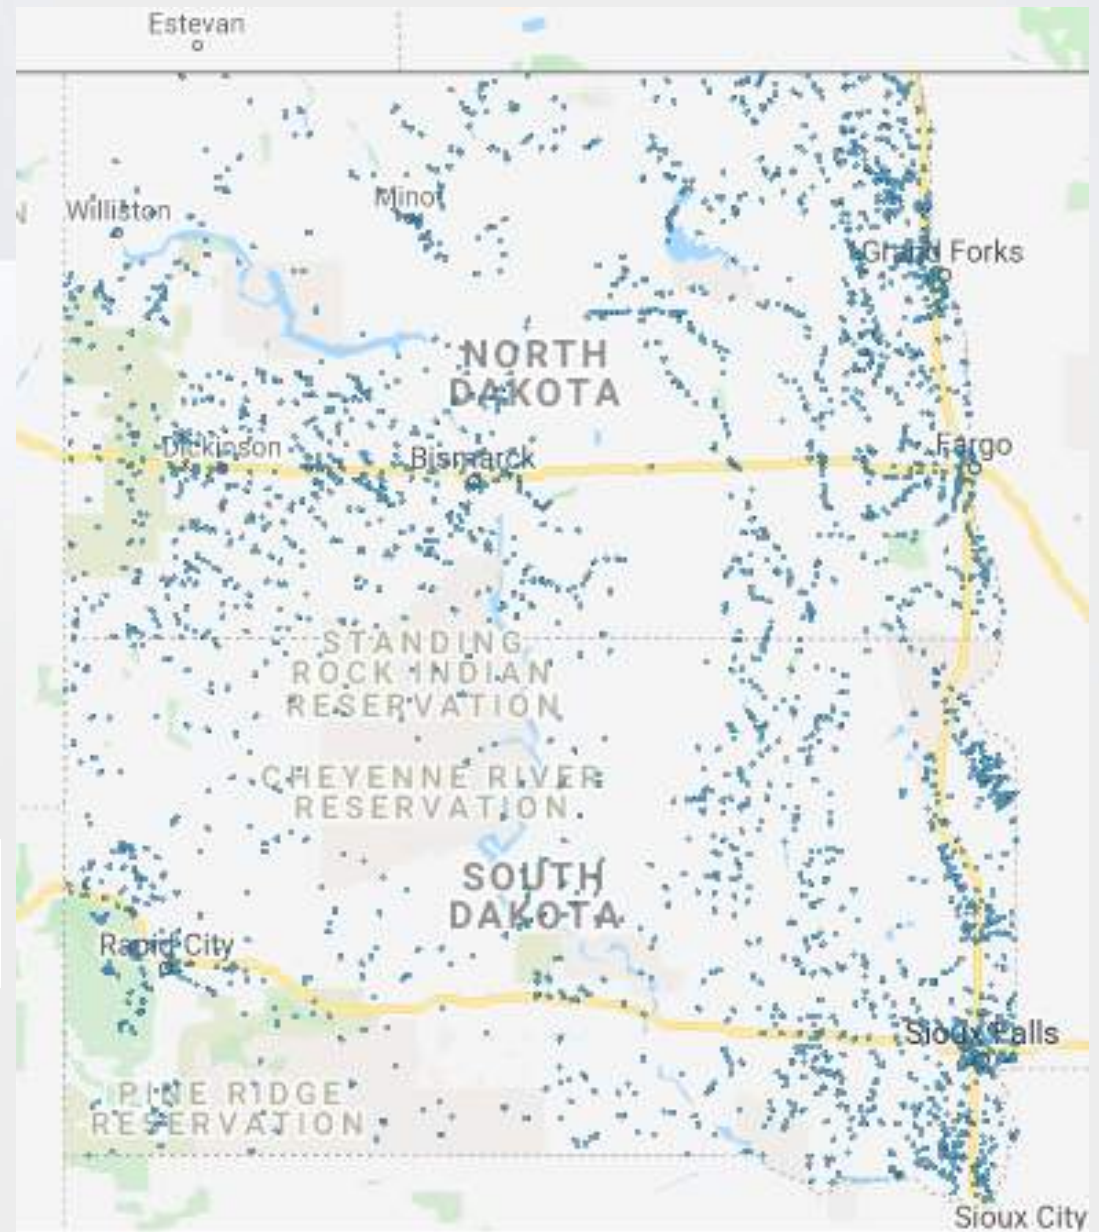 Estevan
Williston
Minot
Grand Forks
NORTH
DAKOTA
Dickinson
Bismarck
Fargo
STANDING
ROCK INDIAN
RESERVATION
CHEYENNE RIVER
RESERVATION
SOUTH
DAKOTA
Rapid City
Sioux Falls
PINE RIDGE
RESERVATION
Sioux City